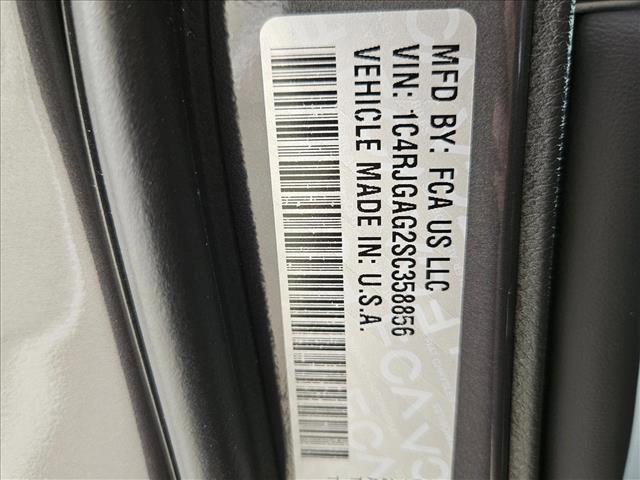 MFD BY: FCA US LLC
VIN: 1C4RJGAG2SC358856
VEHICLE MADE IN: U.S.A.